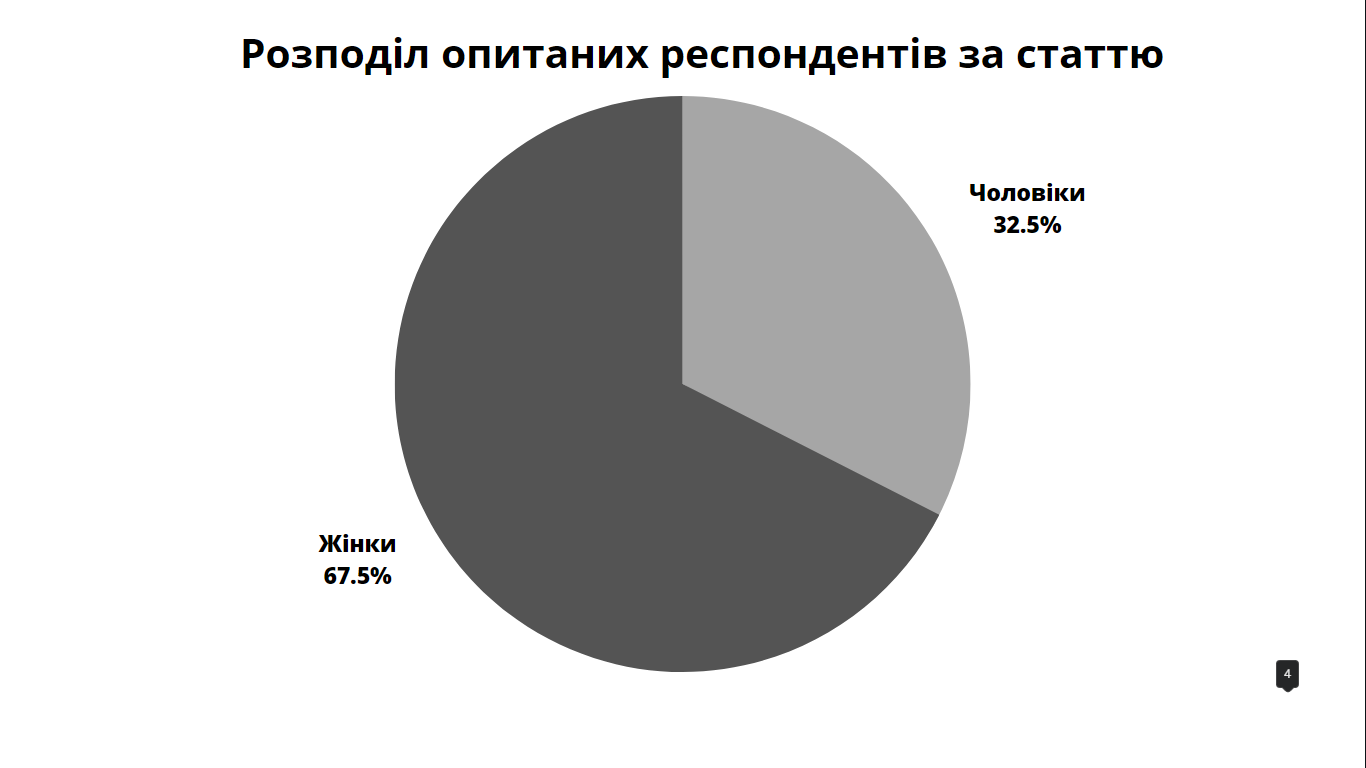 Розподіл опитаних респондентів за статтю
Чоловіки
32.5%
Жінки
67.5%
4